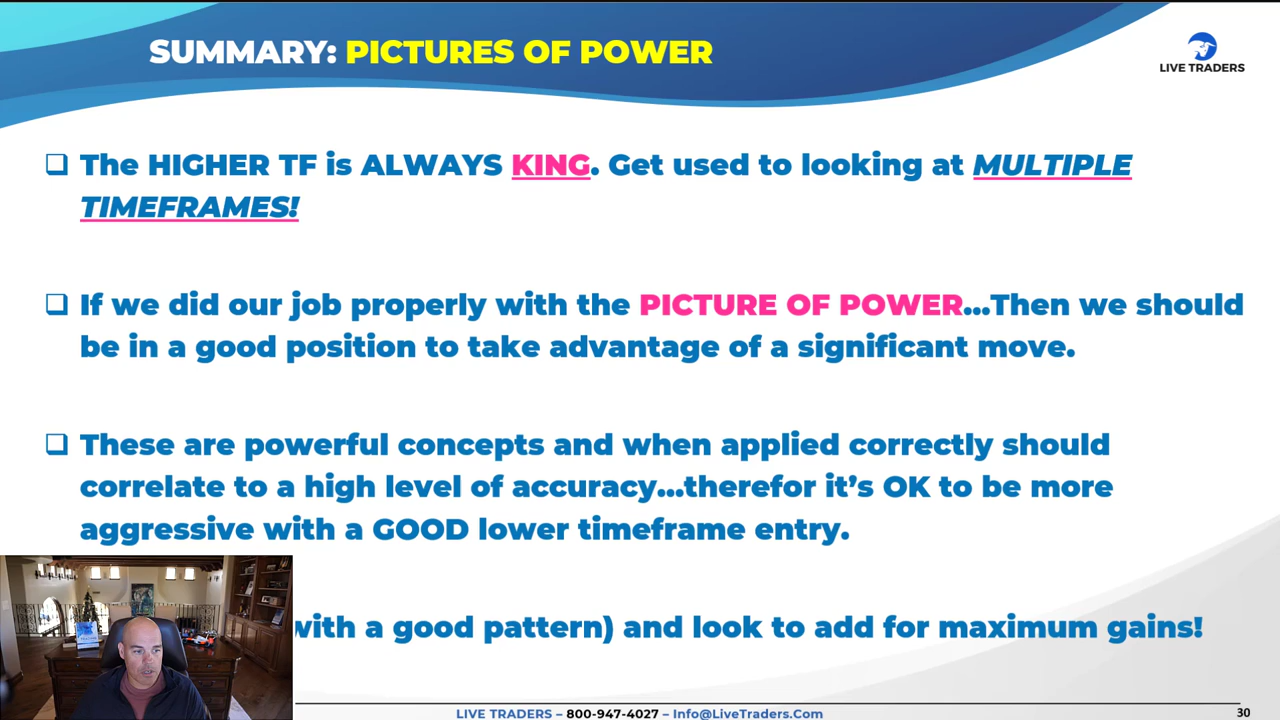 SUMMARY: PICTURES OF POWER
LIVE TRADERS
The HIGHER TF is ALWAYS KING. Get used to looking at MULTIPLE
TIMEFRAMES!
If we did our job properly with the PICTURE OF POWER...Then we should
be in a good position to take advantage of a significant move.
These are powerful concepts and when applied correctly should
correlate to a high level of accuracy...therefor it's OK to be more
aggressive with a GOOD lower timeframe entry.
with a good pattern) and look to add for maximum gains!
LIVE TRADERS – 800-947-4027 – Info@LiveTraders.Com
30